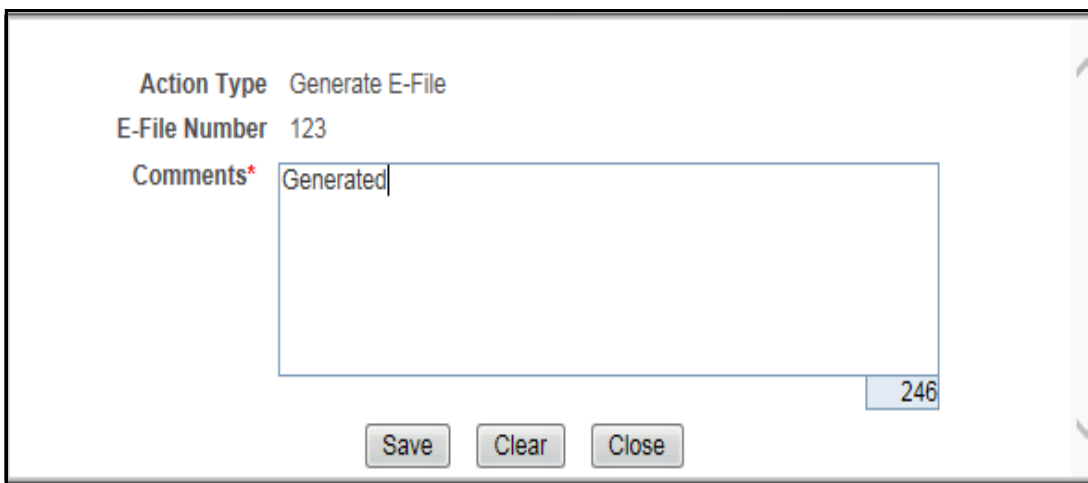 Action Type Generate E-File
E-File Number 123
Comments* Generated
246
Save Clear Close